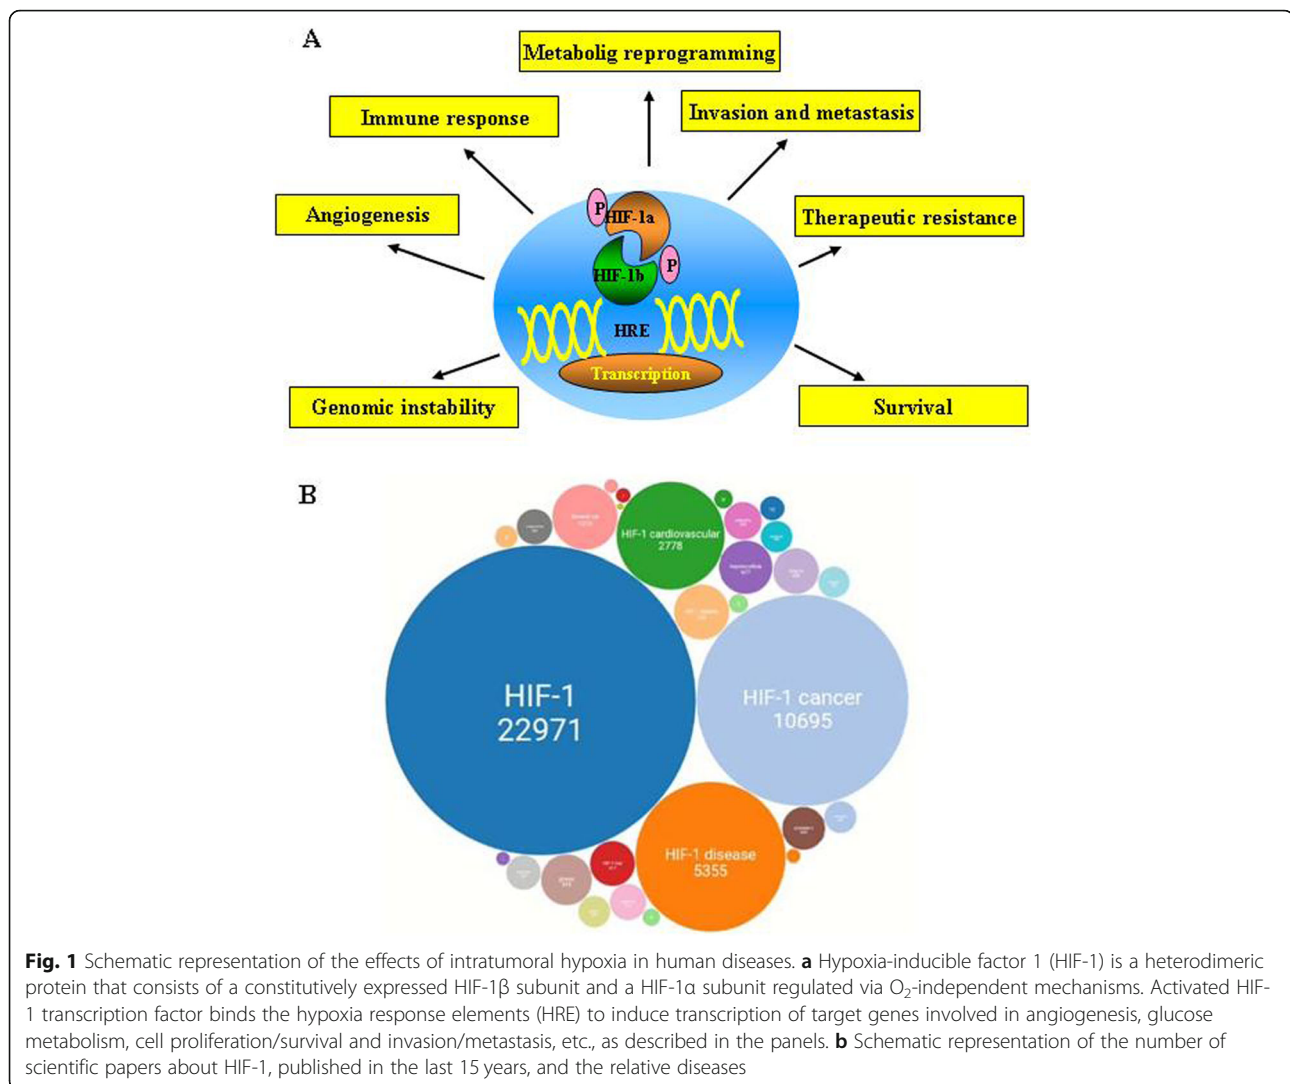 A
Metabolig reprogramming
Immune response
Invasion and metastasis
Angiogenesis
Therapeutic resistance
P
HIF-1a
HIF-1b
P
HRE
Transcription
Genomic instability
Survival
B
HIF-1 cardiovascular
2778
HIF-1
22971
HIF-1 cancer
10695
HIF-1 disease
5355
Fig. 1 Schematic representation of the effects of intratumoral hypoxia in human diseases. a Hypoxia-inducible factor 1 (HIF-1) is a heterodimeric
protein that consists of a constitutively expressed HIF-1β subunit and a HIF-1α subunit regulated via O₂-independent mechanisms. Activated HIF-
1 transcription factor binds the hypoxia response elements (HRE) to induce transcription of target genes involved in angiogenesis, glucose
metabolism, cell proliferation/survival and invasion/metastasis, etc., as described in the panels. b Schematic representation of the number of
scientific papers about HIF-1, published in the last 15 years, and the relative diseases